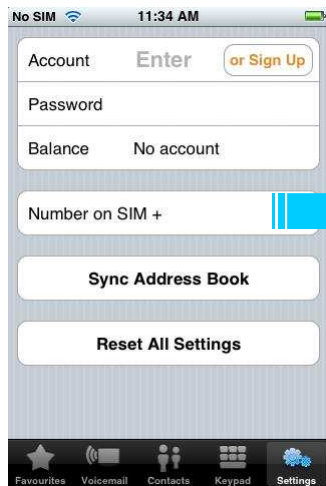 No SIM 11:34 AM
Account Enter or Sign Up
Password
Balance No account
Number on SIM +
Sync Address Book
Reset All Settings
Favourites Voicemail Contacts Keypad Settings